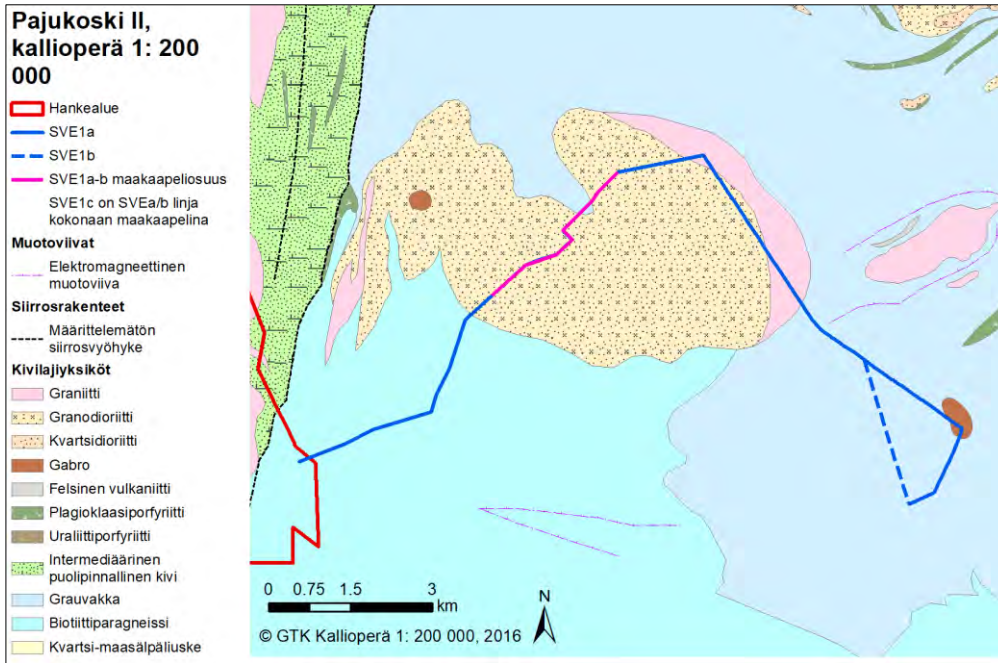 Pajukoski II,
kallioperä 1: 200
000
Hankealue
SVE1a
SVE1b
SVE1a-b maakaapeliosuus
SVE1c on SVEa/b linja
kokonaan maakaapelina
Muotoviivat
Elektromagneettinen
muotoviiva
Siirrosrakenteet
Määrittelemätön
siirrosvyöhyke
Kivilajiyksiköt
Graniitti
Granodioriitti
Kvartsidioriitti
Gabro
Felsinen vulkaniitti
Plagioklaasiporfyriitti
Uraliittiporfyriitti
Intermediäärinen
puolipinnallinen kivi
Grauvakka
Biotiittiparagneissi
Kvartsi-maasälpäliuske
0 0.75 1.5 3
km
N
© GTK Kallioperä 1: 200 000, 2016